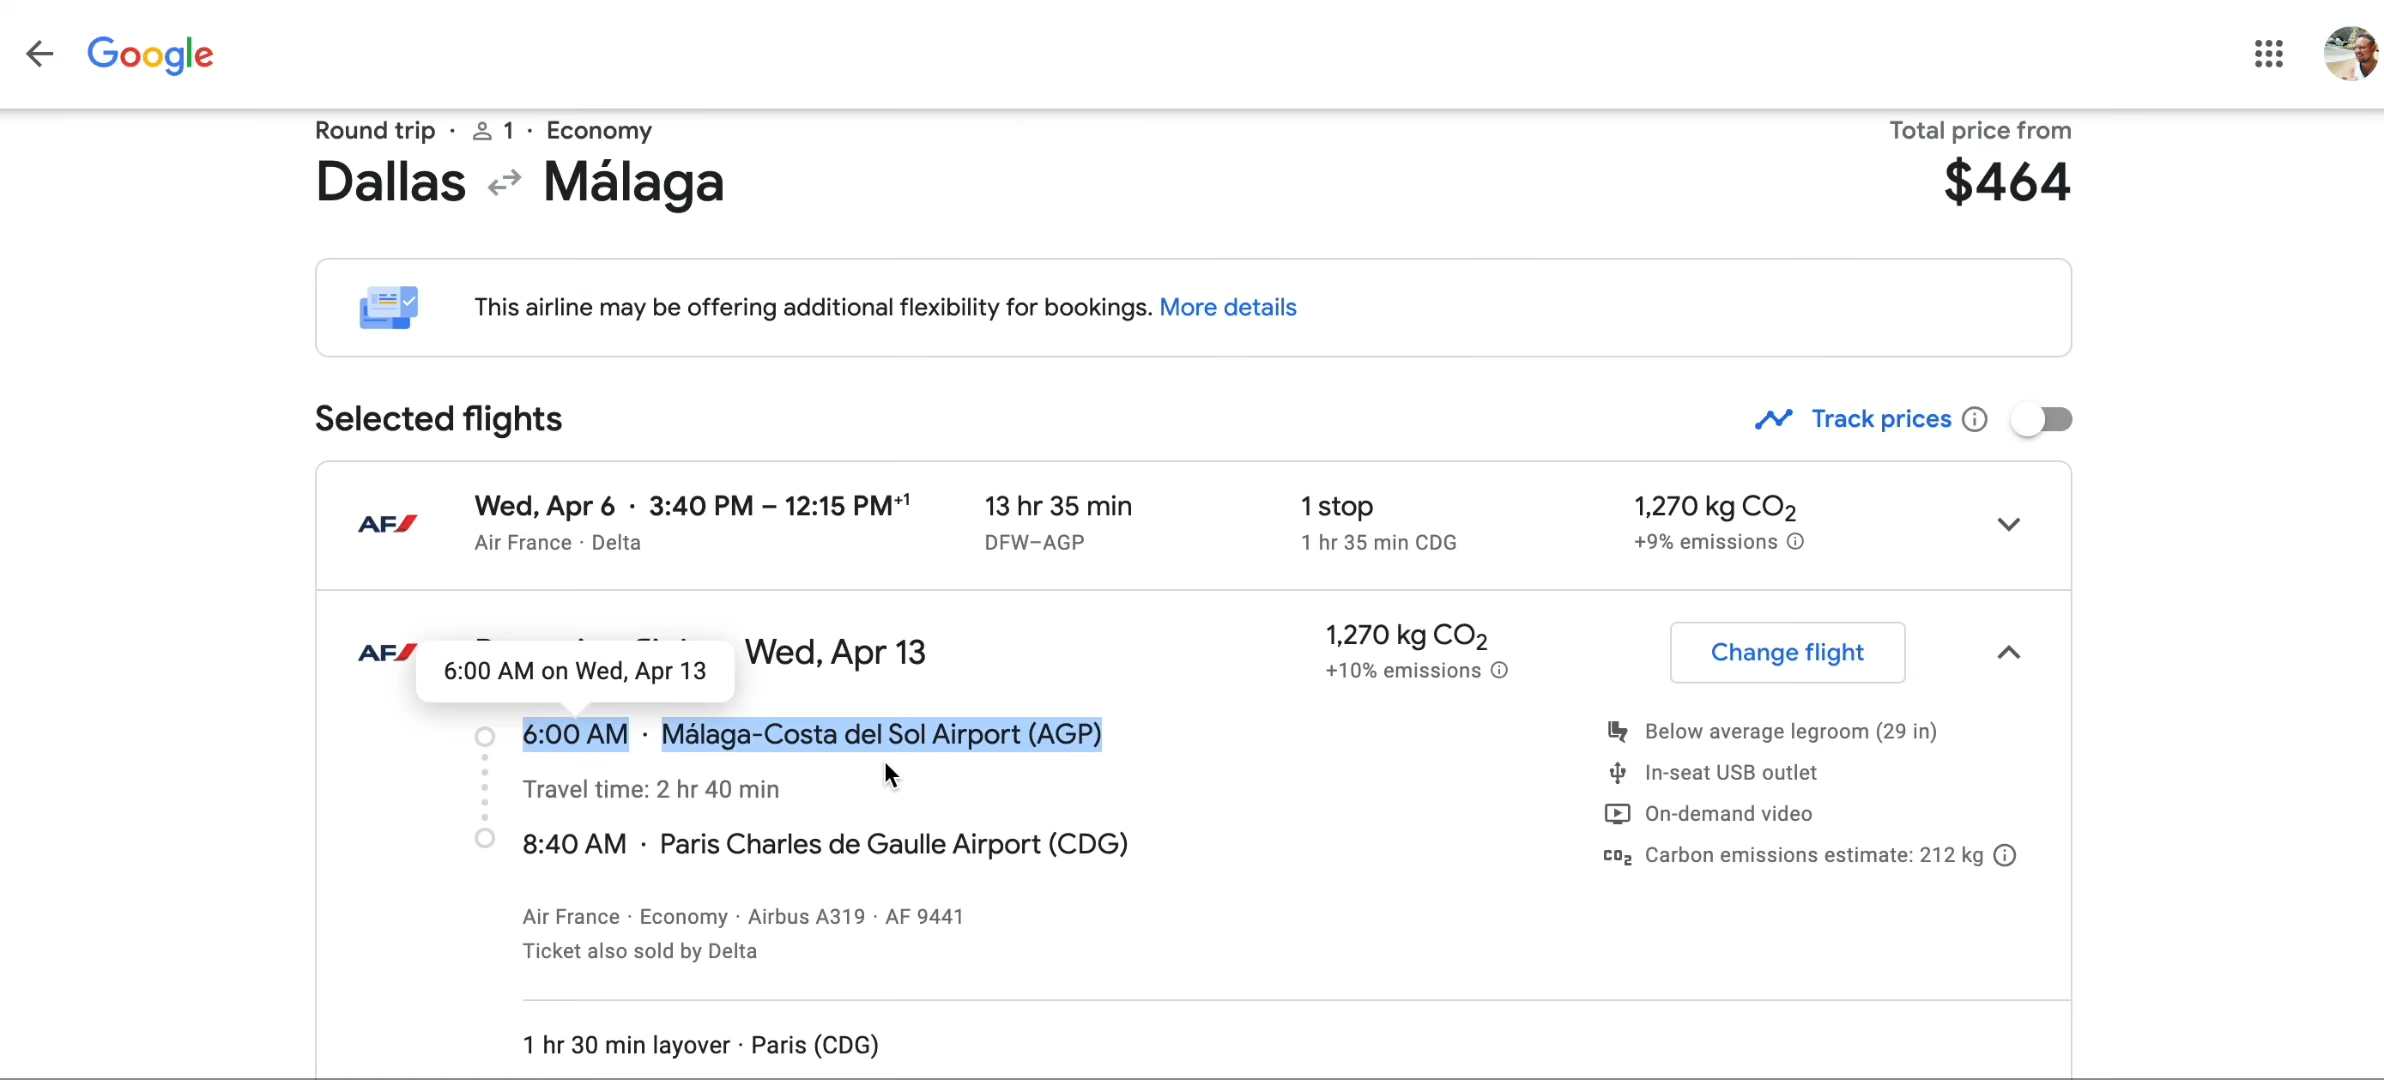 Google
Round trip · 1 · Economy
Total price from
Dallas Málaga
$464
This airline may be offering additional flexibility for bookings. More details
Selected flights
Track prices
AF
Wed, Apr 6 · 3:40 PM – 12:15 PM+1
13 hr 35 min
1 stop
1,270 kg CO2
Air France · Delta
DFW–AGP
1 hr 35 min CDG
+9% emissions
AF
Wed, Apr 13
1,270 kg CO2
+10% emissions
Change flight
6:00 AM on Wed, Apr 13
6:00 AM · Málaga-Costa del Sol Airport (AGP)
Travel time: 2 hr 40 min
8:40 AM · Paris Charles de Gaulle Airport (CDG)
Below average legroom (29 in)
In-seat USB outlet
On-demand video
CO2 Carbon emissions estimate: 212 kg
Air France · Economy · Airbus A319 · AF 9441
Ticket also sold by Delta
1 hr 30 min layover · Paris (CDG)